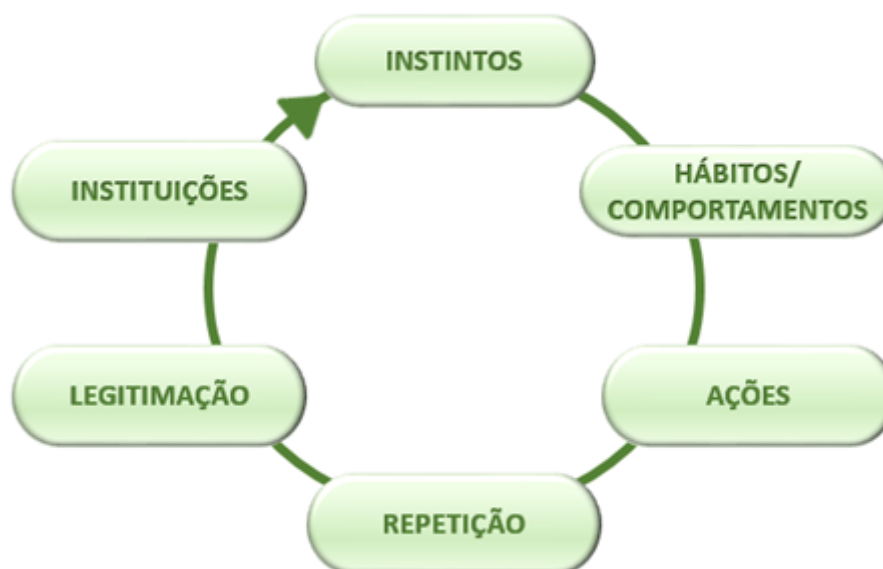 INSTINTOS
HÁBITOS/
COMPORTAMENTOS
AÇÕES
REPETIÇÃO
LEGITIMAÇÃO
INSTITUIÇÕES